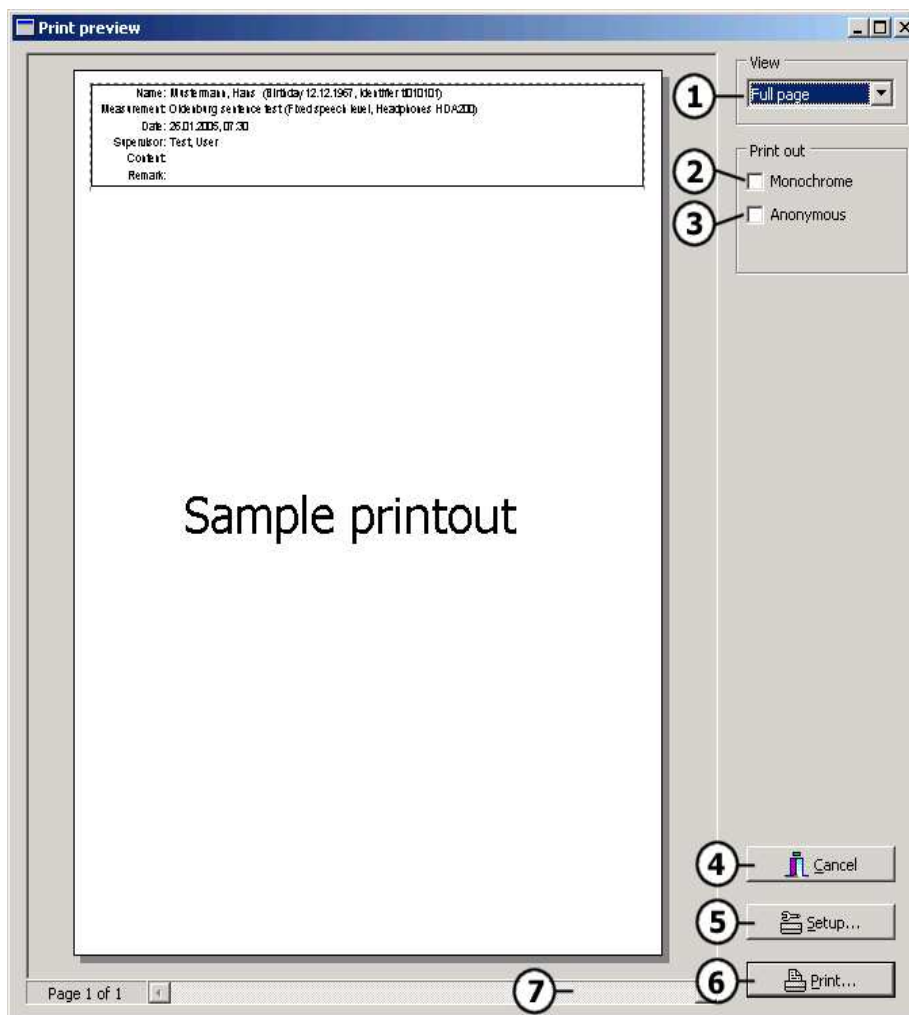 Print preview
Name: Mustermann, Hans (Birthday 12.12.1967, Identifier ti010101)
Measurement: Oldenburg sentence test (Fixed speech level, Headphones HDA200)
Date: 26.01.2005, 07:30
Supervisor: Test, User
Content:
Remark:
Sample printout
View
1
Full page
Print out
2
Monochrome
3
Anonymous
4
Cancel
5
Setup...
6
Print...
Page 1 of 1
7